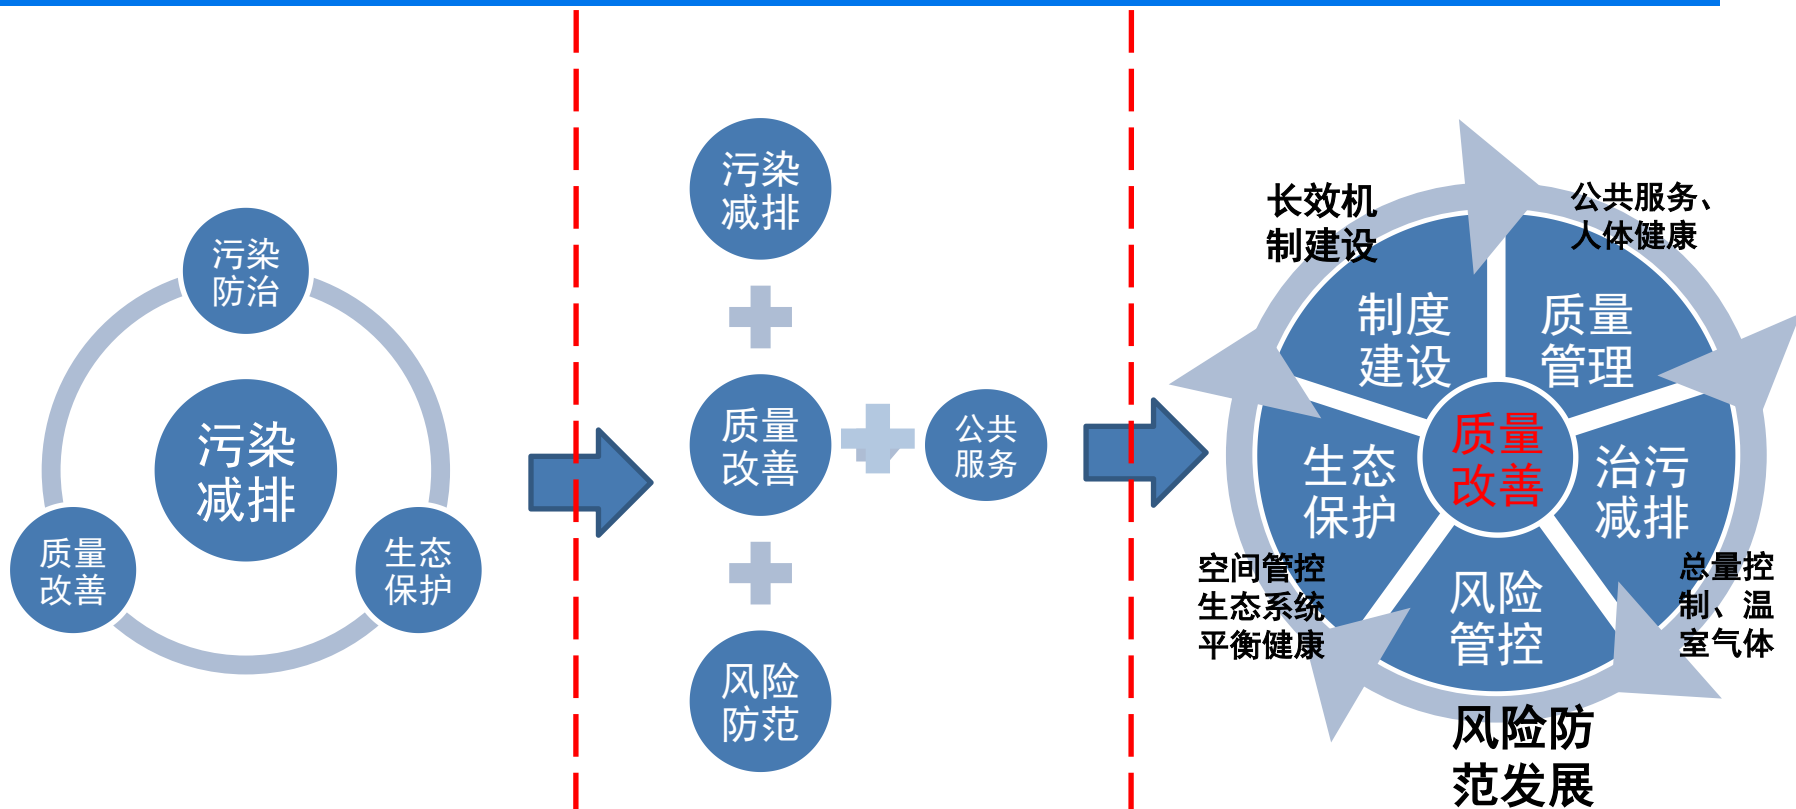 污染
防治
污染
减排
质量
改善
生态
保护
污染
减排
质量
改善
公共
服务
风险
防范
长效机
制建设
公共服务、
人体健康
制度
建设
质量
管理
质量
改善
生态
保护
治污
减排
风险
管控
空间管控
生态系统
平衡健康
总量控
制、温
室气体
风险防
范发展